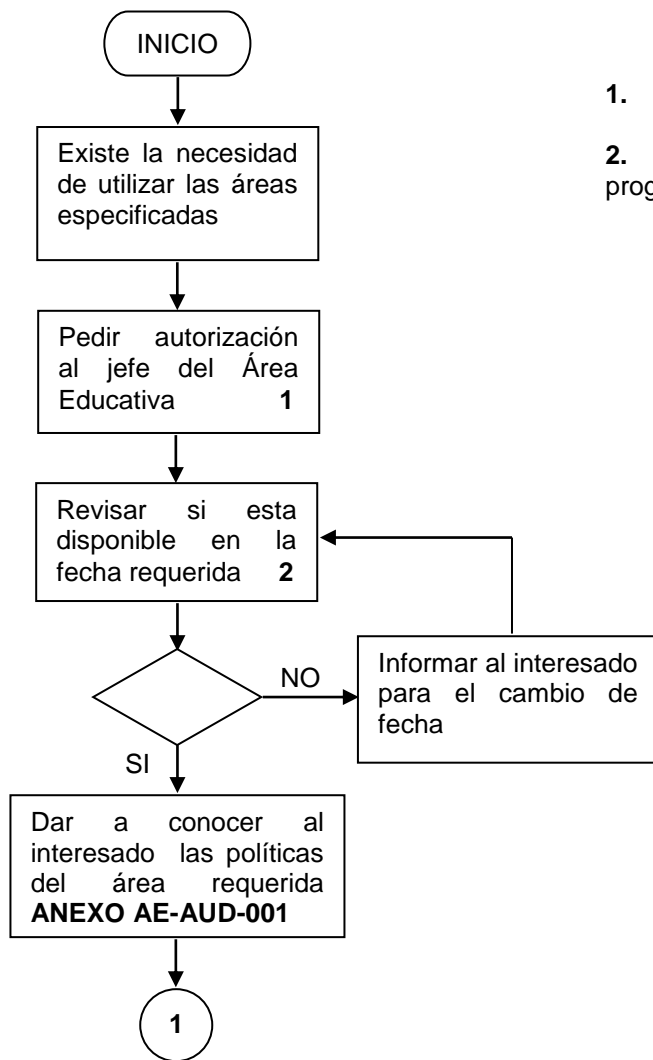 INICIO
1.
Existe la necesidad
de utilizar las áreas
especificadas
2.
Pedir autorización
al jefe del Área
Educativa 1
Revisar si esta
disponible en la
fecha requerida 2
NO
Informar al interesado
para el cambio de
fecha
SI
Dar a conocer al
interesado las políticas
del área requerida
ANEXO AE-AUD-001
1